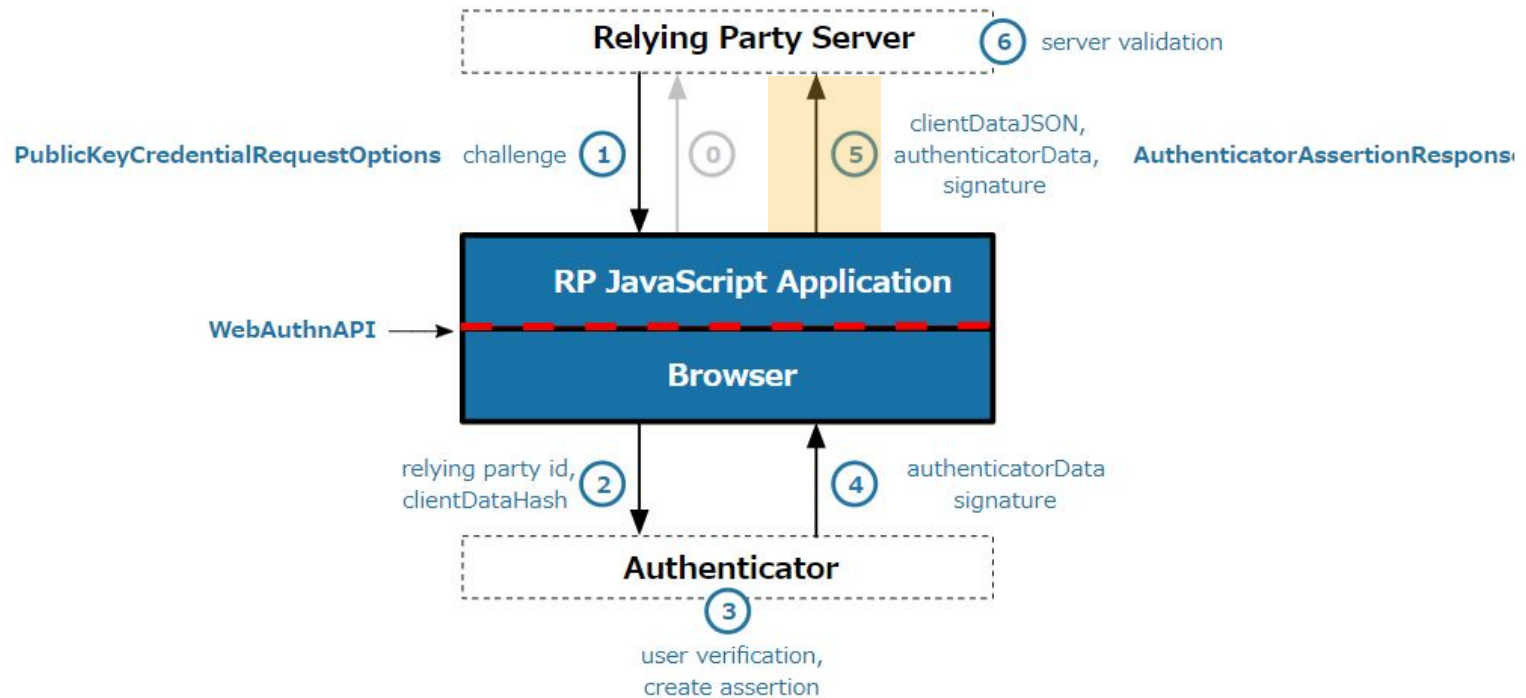 Relying Party Server
6 server validation
PublicKeyCredentialRequestOptions challenge 1
0
5
clientDataJSON,
authenticatorData,
signature
AuthenticatorAssertionRespons
RP JavaScript Application
WebAuthnAPI
Browser
relying party id,
clientDataHash
2
4
authenticatorData
signature
Authenticator
3
user verification,
create assertion